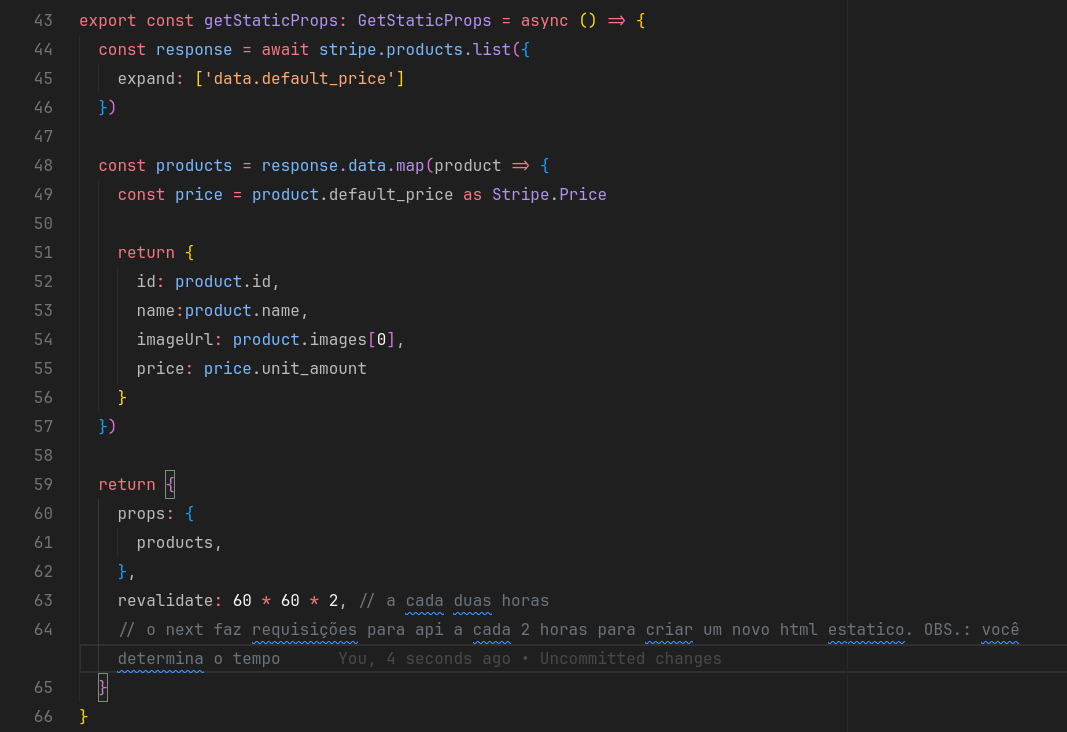 43 export const getStaticProps: GetStaticProps = async () => {
44 const response = await stripe.products.list({
45 expand: ['data.default_price']
46 })
47
48 const products = response.data.map(product => {
49 const price = product.default_price as Stripe.Price
50
51 return {
52 id: product.id,
53 name:product.name,
54 imageUrl: product.images[0],
55 price: price.unit_amount
56 }
57 })
58
59 return {
60 props: {
61 products,
62 },
63 revalidate: 60 * 60 * 2, // a cada duas horas
64 // o next faz requisições para api a cada 2 horas para criar um novo html estatico. OBS.: você
determina o tempo You, 4 seconds ago • Uncommitted changes
65 }
66 }